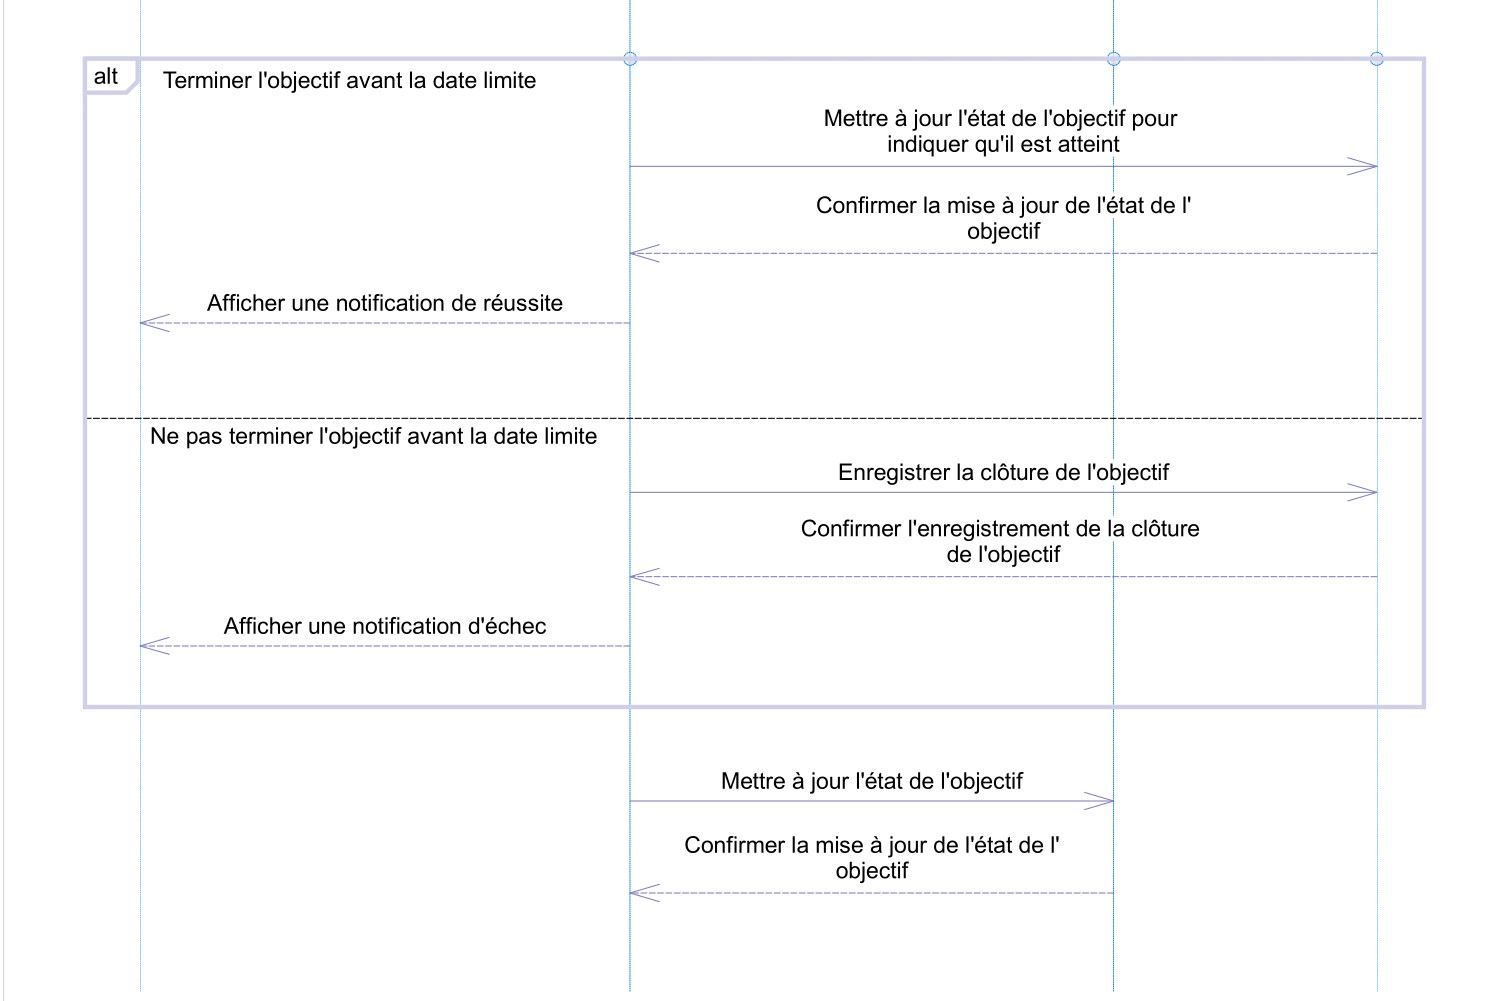 alt
Terminer l'objectif avant la date limite
Mettre à jour l'état de l'objectif pour
indiquer qu'il est atteint
Confirmer la mise à jour de l'état de l'
objectif
Afficher une notification de réussite
Ne pas terminer l'objectif avant la date limite
Enregistrer la clôture de l'objectif
Confirmer l'enregistrement de la clôture
de l'objectif
Afficher une notification d'échec
Mettre à jour l'état de l'objectif
Confirmer la mise à jour de l'état de l'
objectif